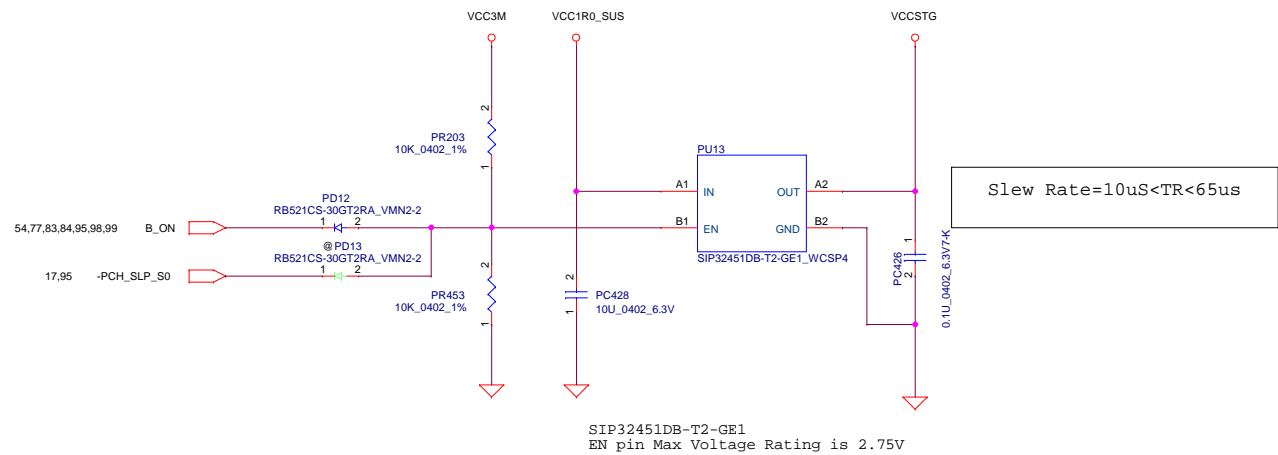 VCC3M
VCC1R0_SUS
VCCSTG
2
PR203
10K_0402_1%
1
PU13
A1
IN
OUT
A2
B1
EN
GND
B2
SIP32451DB-T2-GE1_WCSP4
Slew Rate=10uS<TR<65us
PD12
RB521CS-30GT2RA_VMN2-2
54,77,83,84,95,98,99
B_ON
1
2
@PD13
RB521CS-30GT2RA_VMN2-2
17,95
-PCH_SLP_S0
1
2
2
PR453
10K_0402_1%
1
2
PC428
10U_0402_6.3V
1
1
PC426
2
0.1U_0402_6.3V7-K
SIP32451DB-T2-GE1
EN pin Max Voltage Rating is 2.75V